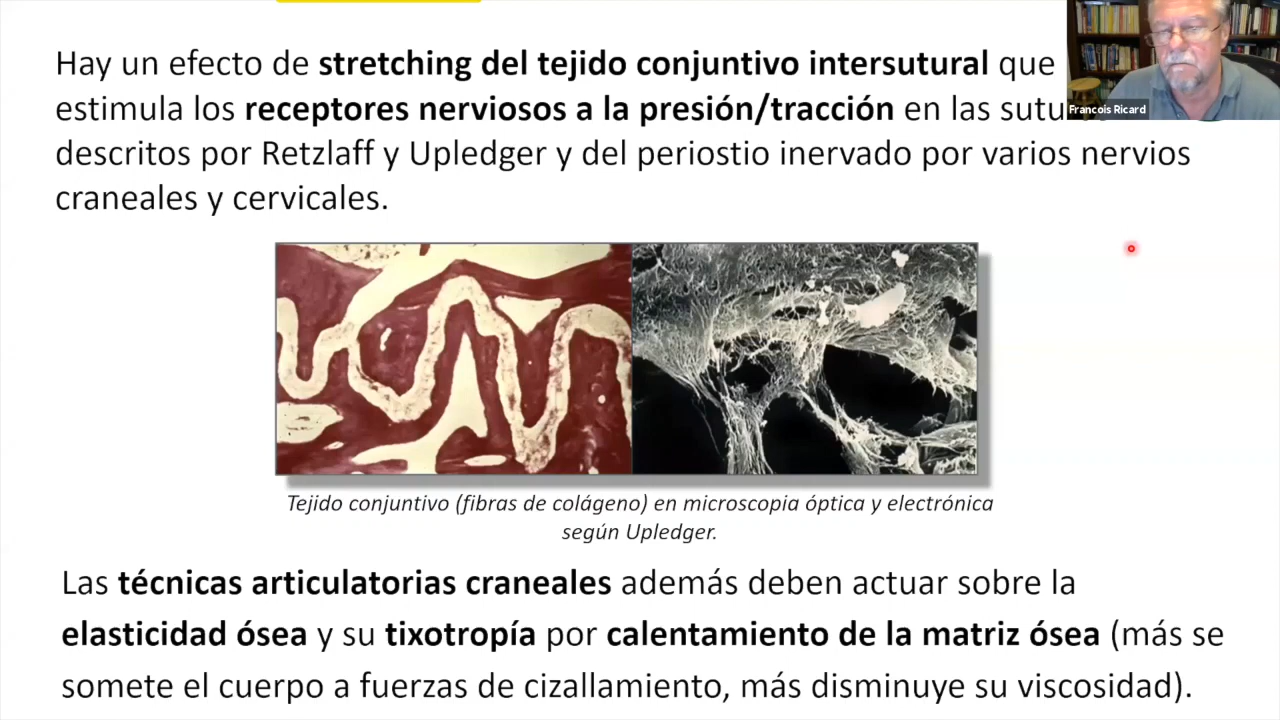 Hay un efecto de stretching del tejido conjuntivo intersutural que
estimula los receptores nerviosos a la presión/tracción en las
descritos por Retzlaff y Upledger y del periostio inervado por varios nervios
craneales y cervicales.
Francois Ricard
Tejido conjuntivo (fibras de colágeno) en microscopia óptica y electrónica
según Upledger.
Las técnicas articulatorias craneales además deben actuar sobre la
elasticidad ósea y su tixotropía por calentamiento de la matriz ósea (más se
somete el cuerpo a fuerzas de cizallamiento, más disminuye su viscosidad).